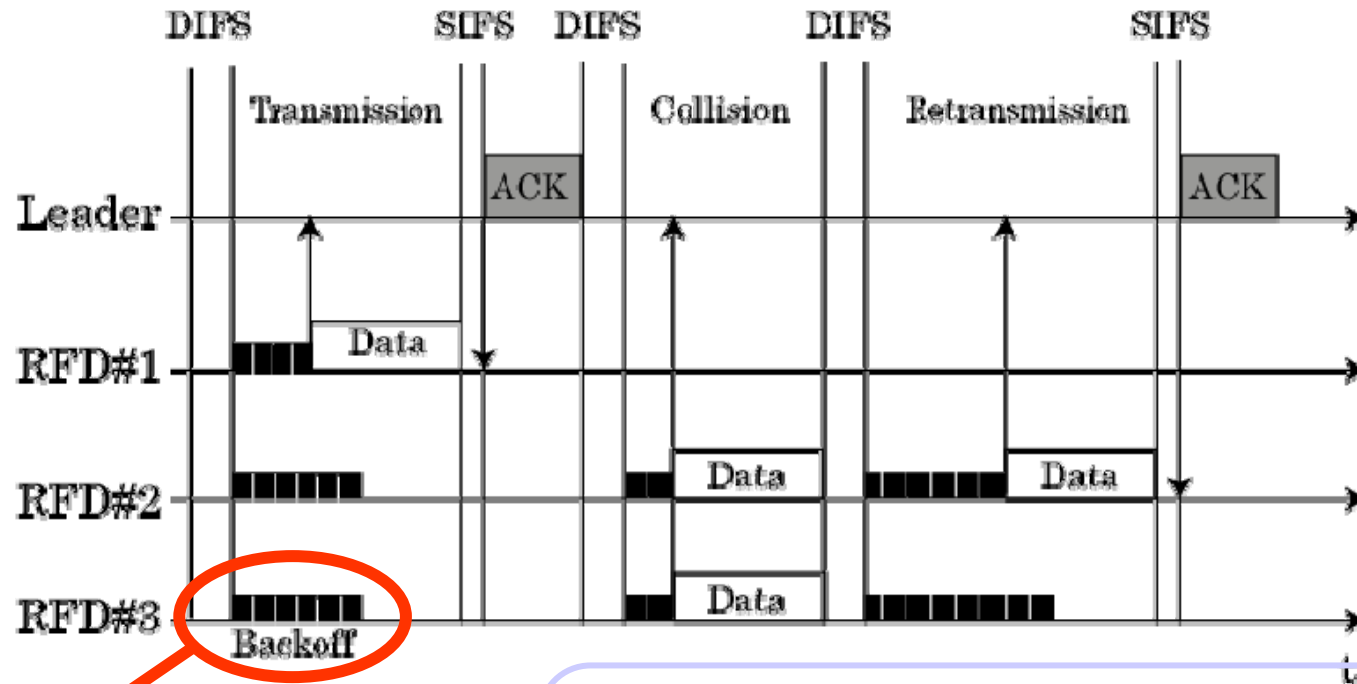 DIFS SIFS DIFS DIFS SIFS
Transmission Collision Retransmission
ACK ACK
Leader
Data
RFD#1
Data Data
RFD#2
Data
RFD#3
Backoff
t